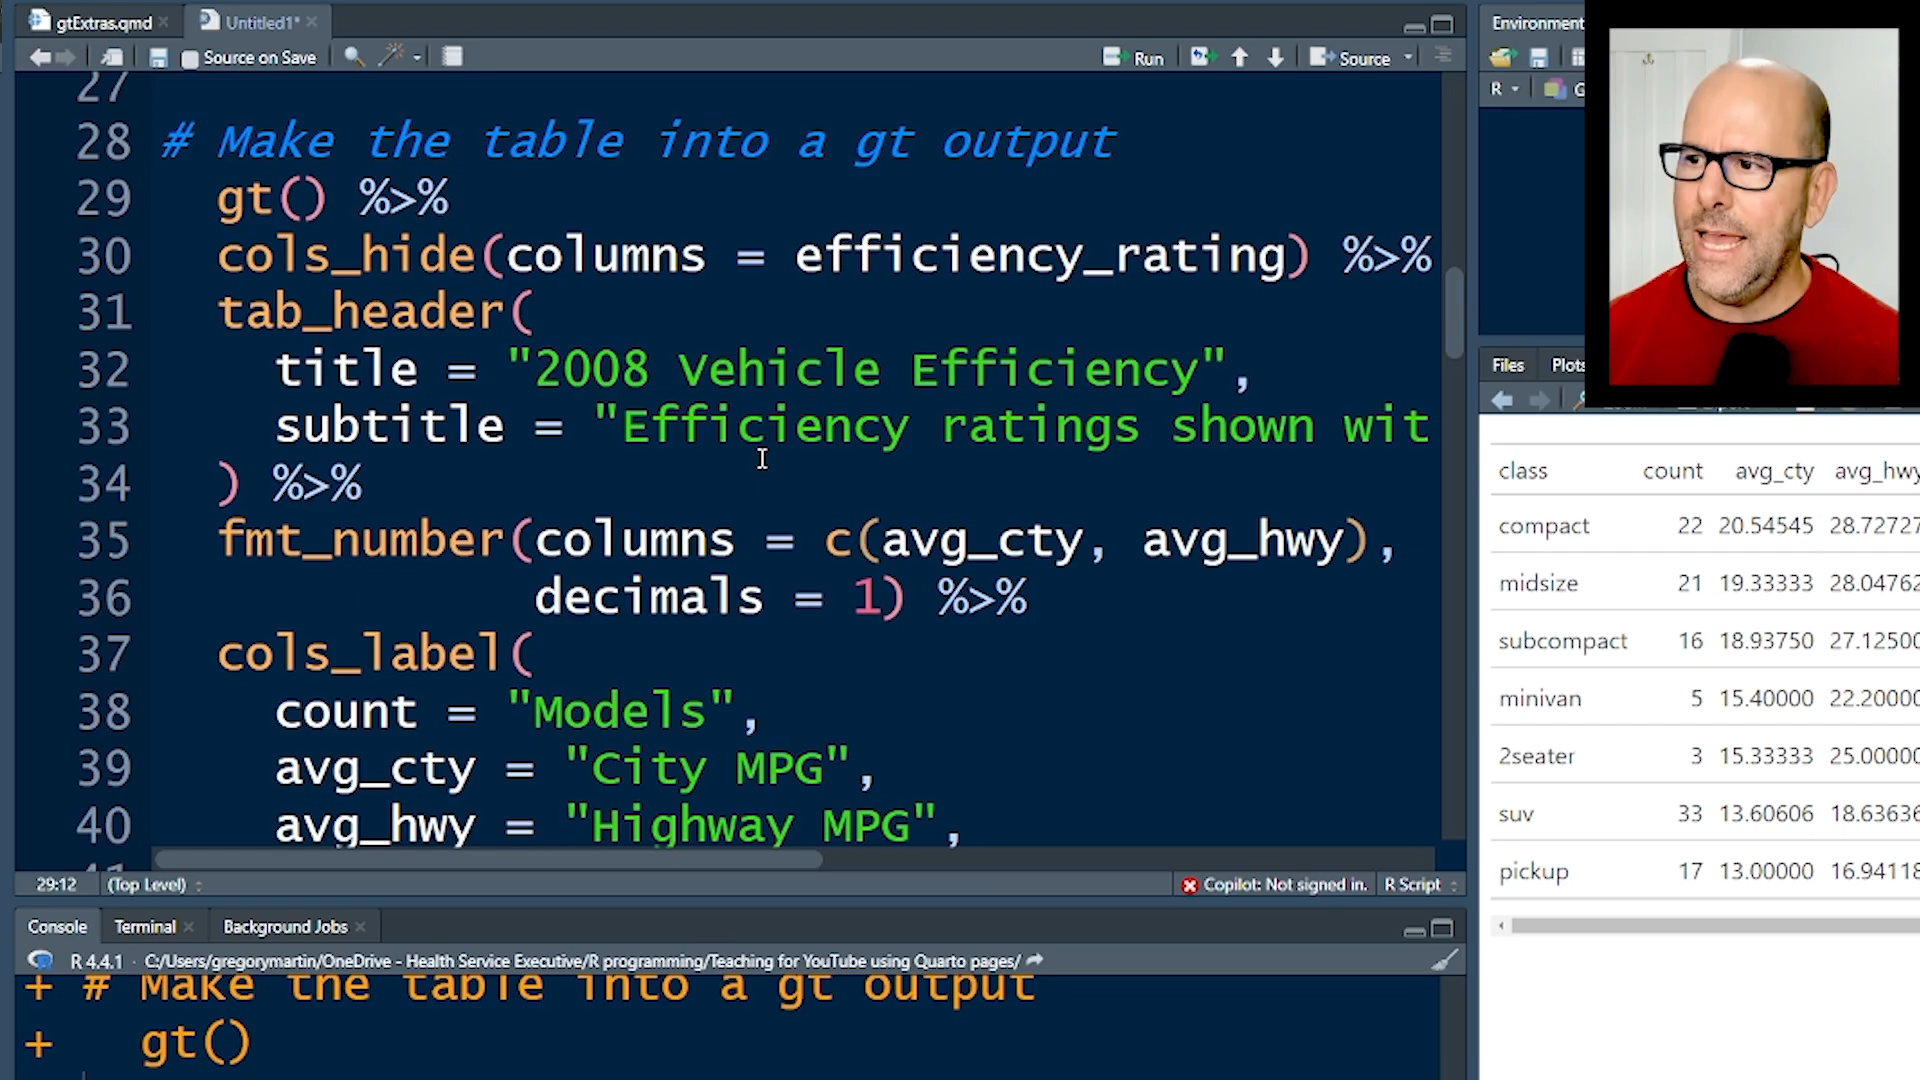 gtExtras.qmd
Untitled1*
Source on Save
Run
Source
27
28 # Make the table into a gt output
29 gt() %>%
30 cols_hide(columns = efficiency_rating) %>%
31 tab_header(
32 title = "2008 Vehicle Efficiency",
33 subtitle = "Efficiency ratings shown wit
34 ) %>%
35 fmt_number(columns = c(avg_cty, avg_hwy),
36 decimals = 1) %>%
37 cols_label(
38 count = "Models",
39 avg_cty = "City MPG",
40 avg_hwy = "Highway MPG",
29:12 (Top Level)
Copilot: Not signed in. R Script
Console Terminal Background Jobs
R 4.4.1 · C:/Users/gregorymartin/OneDrive - Health Service Executive/R programming/Teaching for YouTube using Quarto pages/
+ # Make the table into a gt output
+ gt()
Environment
R
G
Files Plots
class count avg_cty avg_hwy
compact 22 20.54545 28.72727
midsize 21 19.33333 28.04762
subcompact 16 18.93750 27.12500
minivan 5 15.40000 22.20000
2seater 3 15.33333 25.00000
suv 33 13.60606 18.63636
pickup 17 13.00000 16.94118